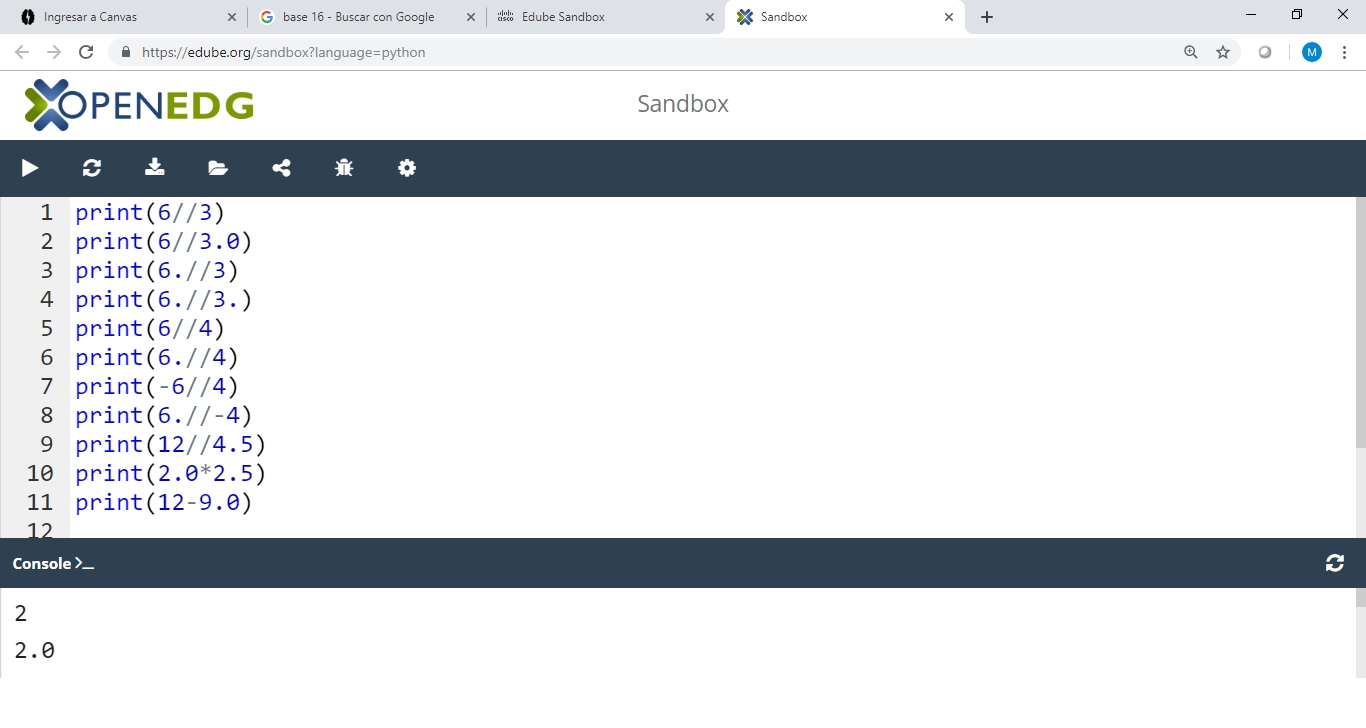 Ingresar a Canvas
base 16 - Buscar con Google
cisco
Edube Sandbox
Sandbox
https://edube.org/sandbox?language=python
M
OPENEDG
Sandbox
1 print(6//3)
2 print(6//3.0)
3 print(6.//3)
4 print(6.//3.)
5 print(6//4)
6 print(6.//4)
7 print(-6//4)
8 print(6.//-4)
9 print(12//4.5)
10 print(2.0*2.5)
11 print(12-9.0)
12
Console >_
2
2.0